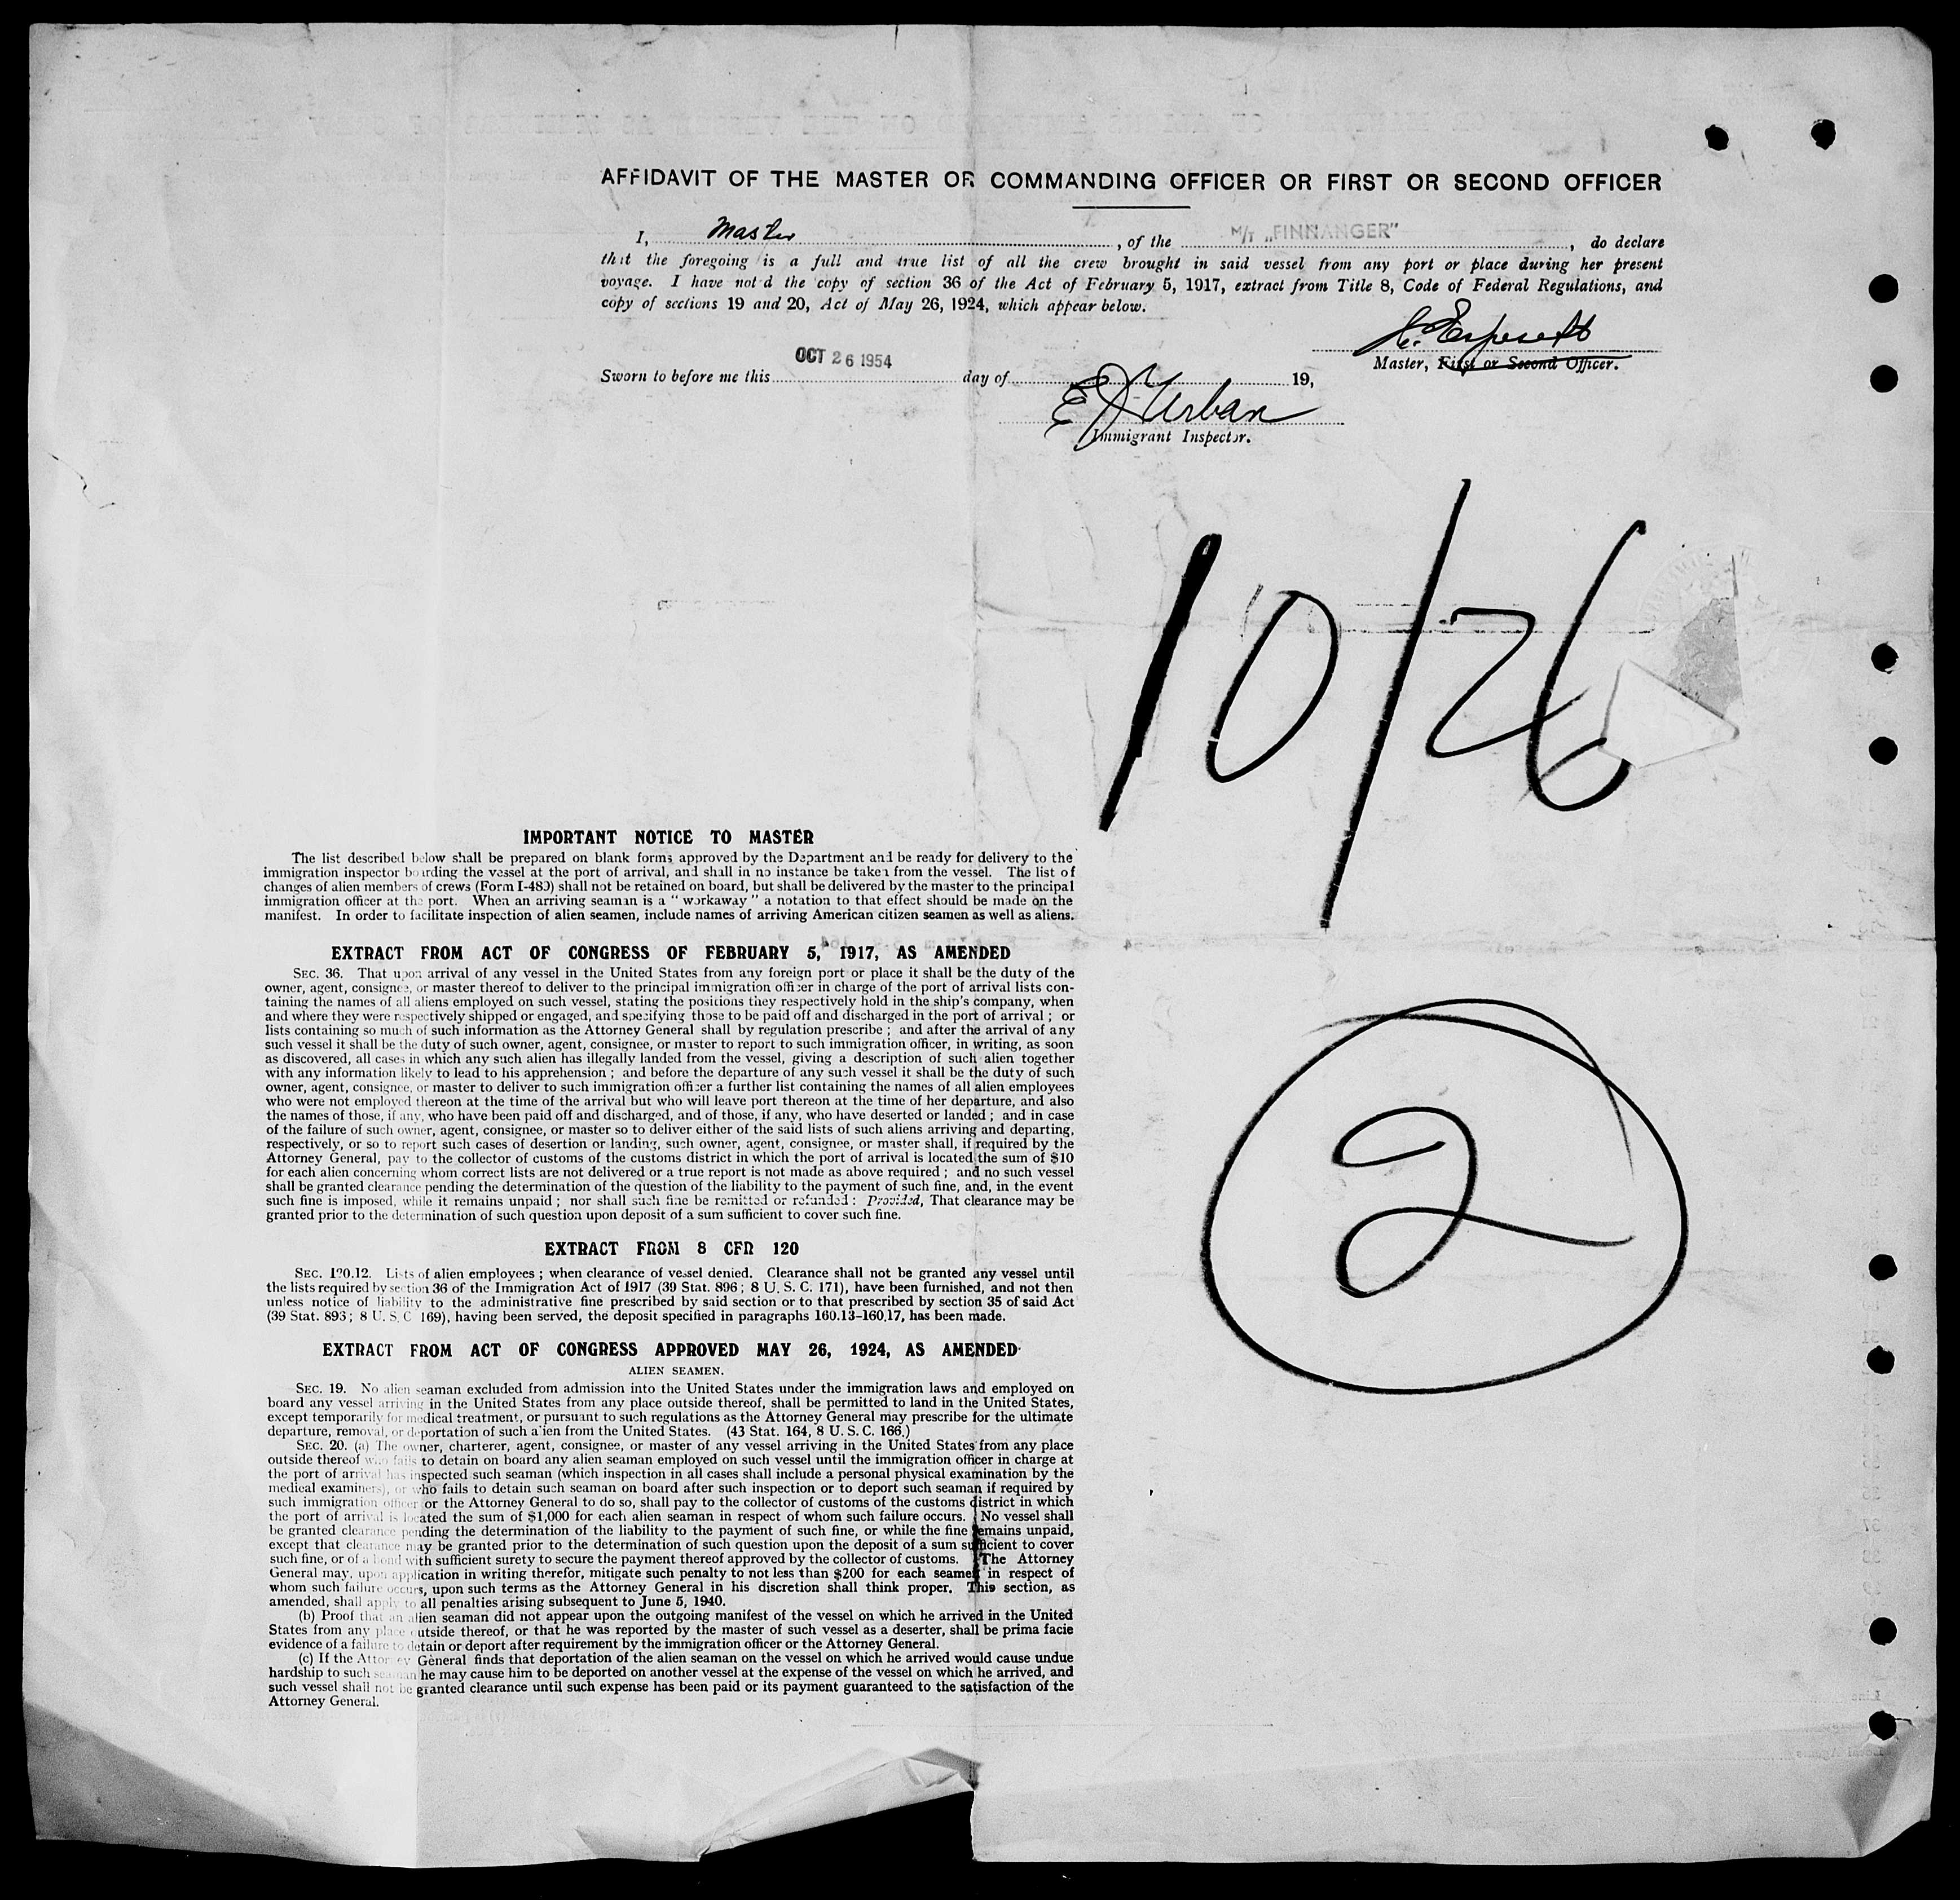 AFFIDAVIT OF THE MASTER OR COMMANDING OFFICER OR FIRST OR SECOND OFFICER
I, Master , of the M/T „FINNANGER" , do declare
that the foregoing is a full and true list of all the crew brought in said vessel from any port or place during her present
voyage. I have not d the copy of section 36 of the Act of February 5, 1917, extract from Title 8, Code of Federal Regulations, and
copy of sections 19 and 20, Act of May 26, 1924, which appear below.
Master, First or Second Officer.
OCT 26 1954
Sworn to before me this day of 19,
E J Urban
Immigrant Inspector.
10/26
2
IMPORTANT NOTICE TO MASTER
The list described below shall be prepared on blank forms approved by the Department and be ready for delivery to the
immigration inspector boarding the vessel at the port of arrival, and shall in no instance be taken from the vessel. The list of
changes of alien members of crews (Form I-489) shall not be retained on board, but shall be delivered by the master to the principal
immigration officer at the port. When an arriving seaman is a "workaway" a notation to that effect should be made on the
manifest. In order to facilitate inspection of alien seamen, include names of arriving American citizen seamen as well as aliens.
EXTRACT FROM ACT OF CONGRESS OF FEBRUARY 5, 1917, AS AMENDED
SEC. 36. That upon arrival of any vessel in the United States from any foreign port or place it shall be the duty of the
owner, agent, consignee, or master thereof to deliver to the principal immigration officer in charge of the port of arrival lists con-
taining the names of all aliens employed on such vessel, stating the positions they respectively hold in the ship's company, when
and where they were respectively shipped or engaged, and specifying those to be paid off and discharged in the port of arrival; or
lists containing so much of such information as the Attorney General shall by regulation prescribe; and after the arrival of any
such vessel it shall be the duty of such owner, agent, consignee, or master to report to such immigration officer, in writing, as soon
as discovered, all cases in which any such alien has illegally landed from the vessel, giving a description of such alien together
with any information likely to lead to his apprehension; and before the departure of any such vessel it shall be the duty of such
owner, agent, consignee, or master to deliver to such immigration officer a further list containing the names of all alien employees
who were not employed thereon at the time of the arrival but who will leave port thereon at the time of her departure, and also
the names of those, if any, who have been paid off and discharged, and of those, if any, who have deserted or landed; and in case
of the failure of such owner, agent, consignee, or master so to deliver either of the said lists of such aliens arriving and departing,
respectively, or so to report such cases of desertion or landing, such owner, agent, consignee, or master shall, if required by the
Attorney General, pay to the collector of customs of the customs district in which the port of arrival is located the sum of $10
for each alien concerning whom correct lists are not delivered or a true report is not made as above required; and no such vessel
shall be granted clearance pending the determination of the question of the liability to the payment of such fine, and, in the event
such fine is imposed, while it remains unpaid; nor shall such fine be remitted or refunded: Provided, That clearance may be
granted prior to the determination of such question upon deposit of a sum sufficient to cover such fine.
EXTRACT FROM 8 CFR 120
SEC. 120.12. Lists of alien employees; when clearance of vessel denied. Clearance shall not be granted any vessel until
the lists required by section 36 of the Immigration Act of 1917 (39 Stat. 896; 8 U. S. C. 171), have been furnished, and not then
unless notice of liability to the administrative fine prescribed by said section or to that prescribed by section 35 of said Act
(39 Stat. 896; 8 U. S. C 169), having been served, the deposit specified in paragraphs 160.13-160.17, has been made.
EXTRACT FROM ACT OF CONGRESS APPROVED MAY 26, 1924, AS AMENDED
ALIEN SEAMEN.
SEC. 19. No alien seaman excluded from admission into the United States under the immigration laws and employed on
board any vessel arriving in the United States from any place outside thereof, shall be permitted to land in the United States,
except temporarily for medical treatment, or pursuant to such regulations as the Attorney General may prescribe for the ultimate
departure, removal, or deportation of such alien from the United States. (43 Stat. 164, 8 U. S. C. 166.)
SEC. 20. (a) The owner, charterer, agent, consignee, or master of any vessel arriving in the United States from any place
outside thereof who fails to detain on board any alien seaman employed on such vessel until the immigration officer in charge at
the port of arrival has inspected such seaman (which inspection in all cases shall include a personal physical examination by the
medical examiners), or who fails to detain such seaman on board after such inspection or to deport such seaman if required by
such immigration officer or the Attorney General to do so, shall pay to the collector of customs of the customs district in which
the port of arrival is located the sum of $1,000 for each alien seaman in respect of whom such failure occurs. No vessel shall
be granted clearance pending the determination of the liability to the payment of such fine, or while the fine remains unpaid,
except that clearance may be granted prior to the determination of such question upon the deposit of a sum sufficient to cover
such fine, or of a bond with sufficient surety to secure the payment thereof approved by the collector of customs. The Attorney
General may, upon application in writing therefor, mitigate such penalty to not less than $200 for each seamen in respect of
whom such failure occurs, upon such terms as the Attorney General in his discretion shall think proper. This section, as
amended, shall apply to all penalties arising subsequent to June 5, 1940.
(b) Proof that an alien seaman did not appear upon the outgoing manifest of the vessel on which he arrived in the United
States from any place outside thereof, or that he was reported by the master of such vessel as a deserter, shall be prima facie
evidence of a failure to detain or deport after requirement by the immigration officer or the Attorney General.
(c) If the Attorney General finds that deportation of the alien seaman on the vessel on which he arrived would cause undue
hardship to such seaman he may cause him to be deported on another vessel at the expense of the vessel on which he arrived, and
such vessel shall not be granted clearance until such expense has been paid or its payment guaranteed to the satisfaction of the
Attorney General.